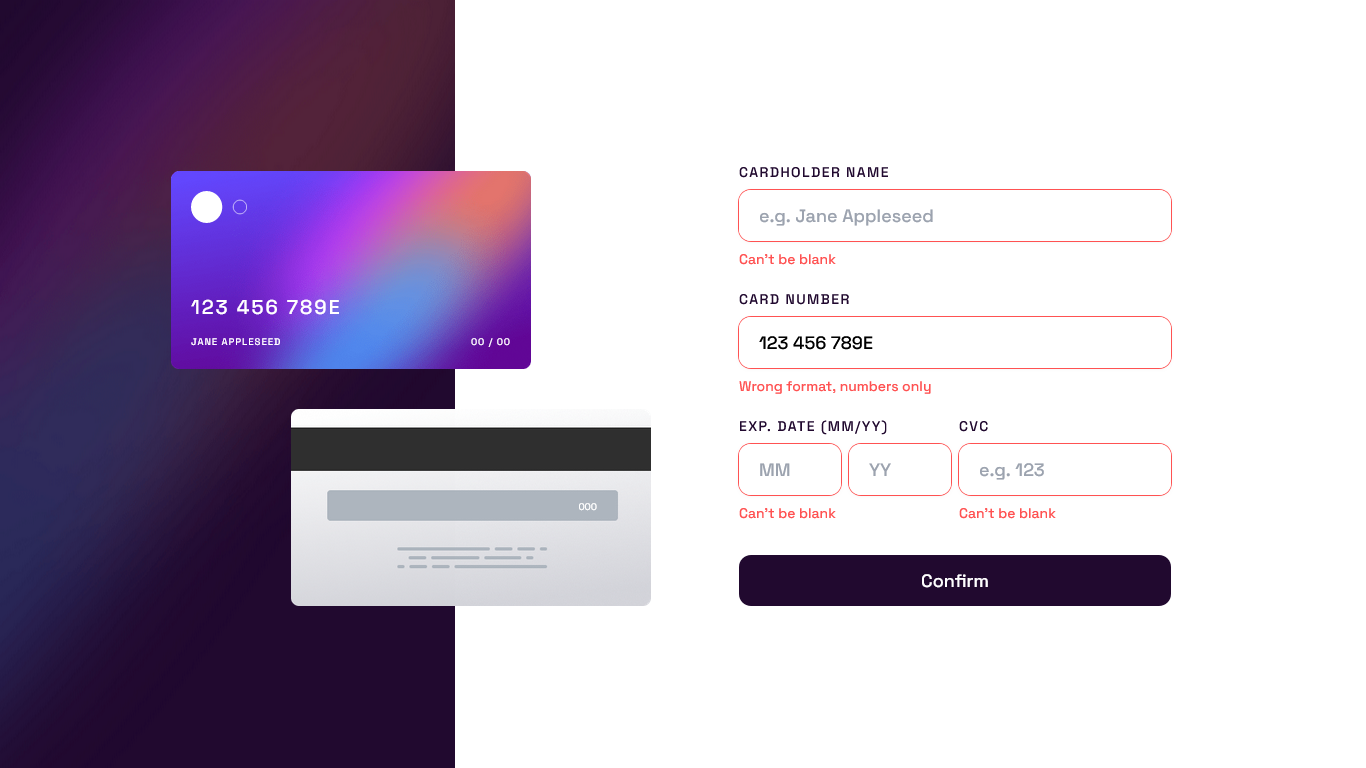 123 456 789E
JANE APPLESEED 00 / 00
000
CARDHOLDER NAME
e.g. Jane Appleseed
Can't be blank
CARD NUMBER
123 456 789E
Wrong format, numbers only
EXP. DATE (MM/YY) CVC
MM YY e.g. 123
Can't be blank Can't be blank
Confirm